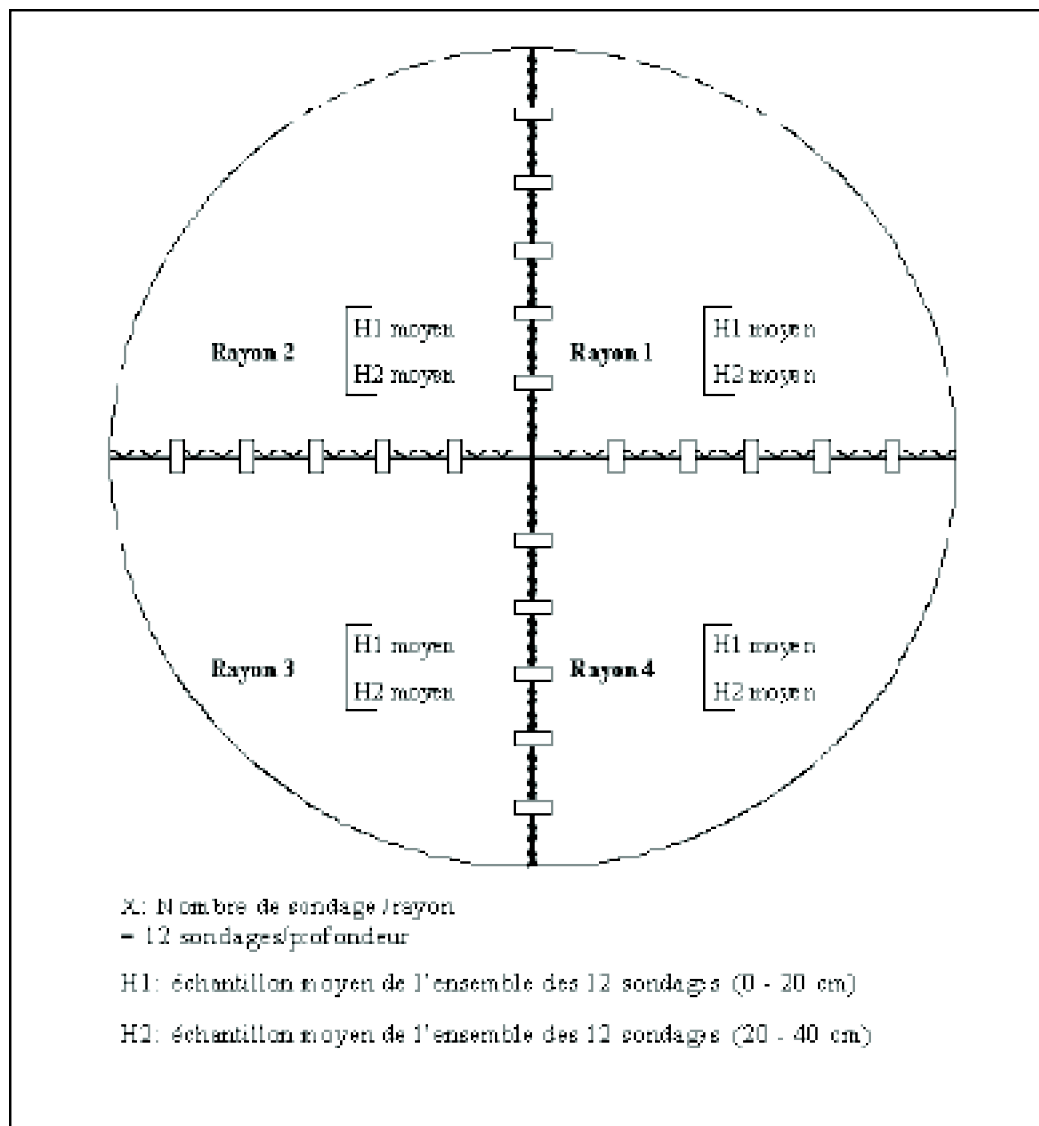 H1 moyen
H1 moyen
Rayon 2
Rayon 1
H2 moyen
H2 moyen
H1 moyen
H1 moyen
Rayon 3
Rayon 4
H2 moyen
H2 moyen
X: Nombre de sondage /rayon
= 12 sondages/profondeur
H1: échantillon moyen de l'ensemble des 12 sondages (0 - 20 cm)
H2: échantillon moyen de l'ensemble des 12 sondages (20 - 40 cm)